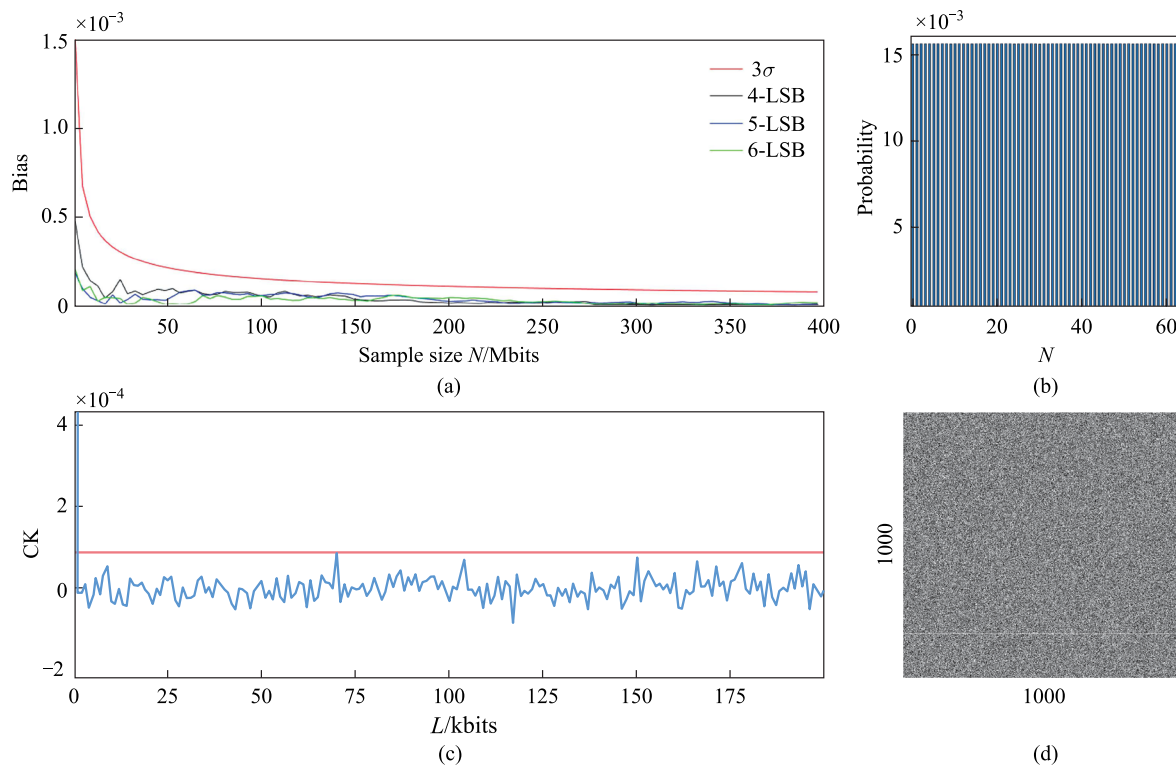 ×10⁻³
1.5
1.0
0.5
0
Bias
3σ
4-LSB
5-LSB
6-LSB
50
100
150
200
250
300
350
400
Sample size N/Mbits
(a)
×10⁻³
15
10
5
Probability
0
20
40
60
N
(b)
×10⁻⁴
4
2
0
−2
CK
0
25
50
75
100
125
150
175
L/kbits
(c)
1000
1000
(d)